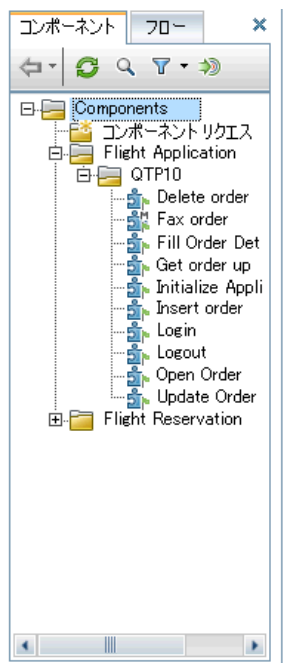 コンポーネント フロー
Components
コンポーネント リクエス
Flight Application
QTP10
Delete order
Fax order
Fill Order Det
Get order up
Initialize Appli
Insert order
Login
Logout
Open Order
Update Order
Flight Reservation